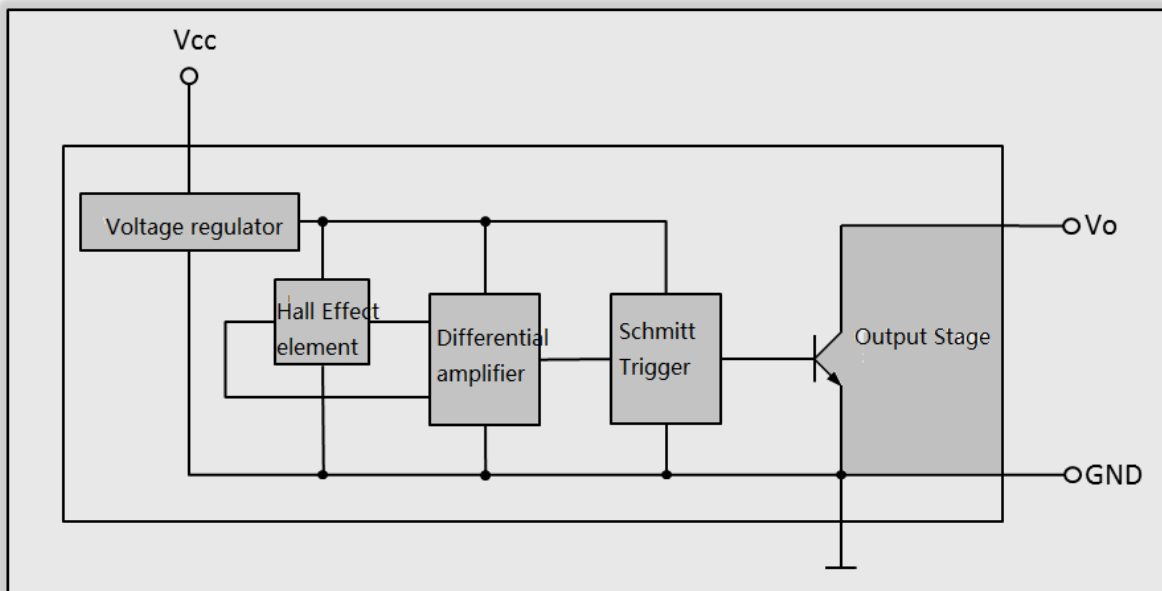 Vcc
Voltage regulator
Vo
Hall Effect
element
Differential
amplifier
Schmitt
Trigger
Output Stage
GND